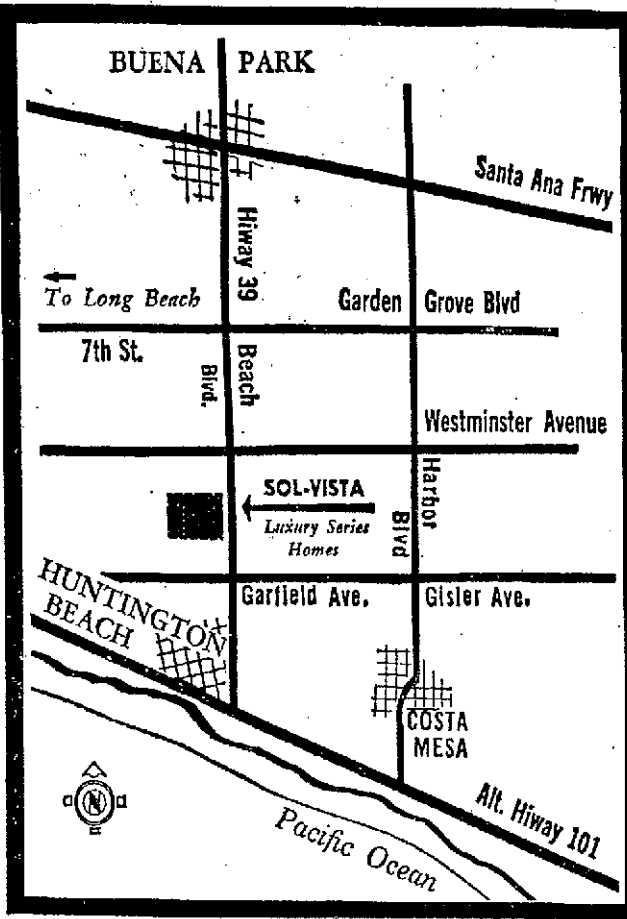 BUENA PARK
Santa Ana Frwy
Hiway 39
To Long Beach
Garden Grove Blvd
7th St.
Beach
Blvd.
Westminster Avenue
Harbor
Blvd
SOL-VISTA
Luxury Series
Homes
Garfield Ave.
Gisler Ave.
HUNTINGTON
BEACH
COSTA
MESA
Alt. Hiway 101
N
Pacific Ocean